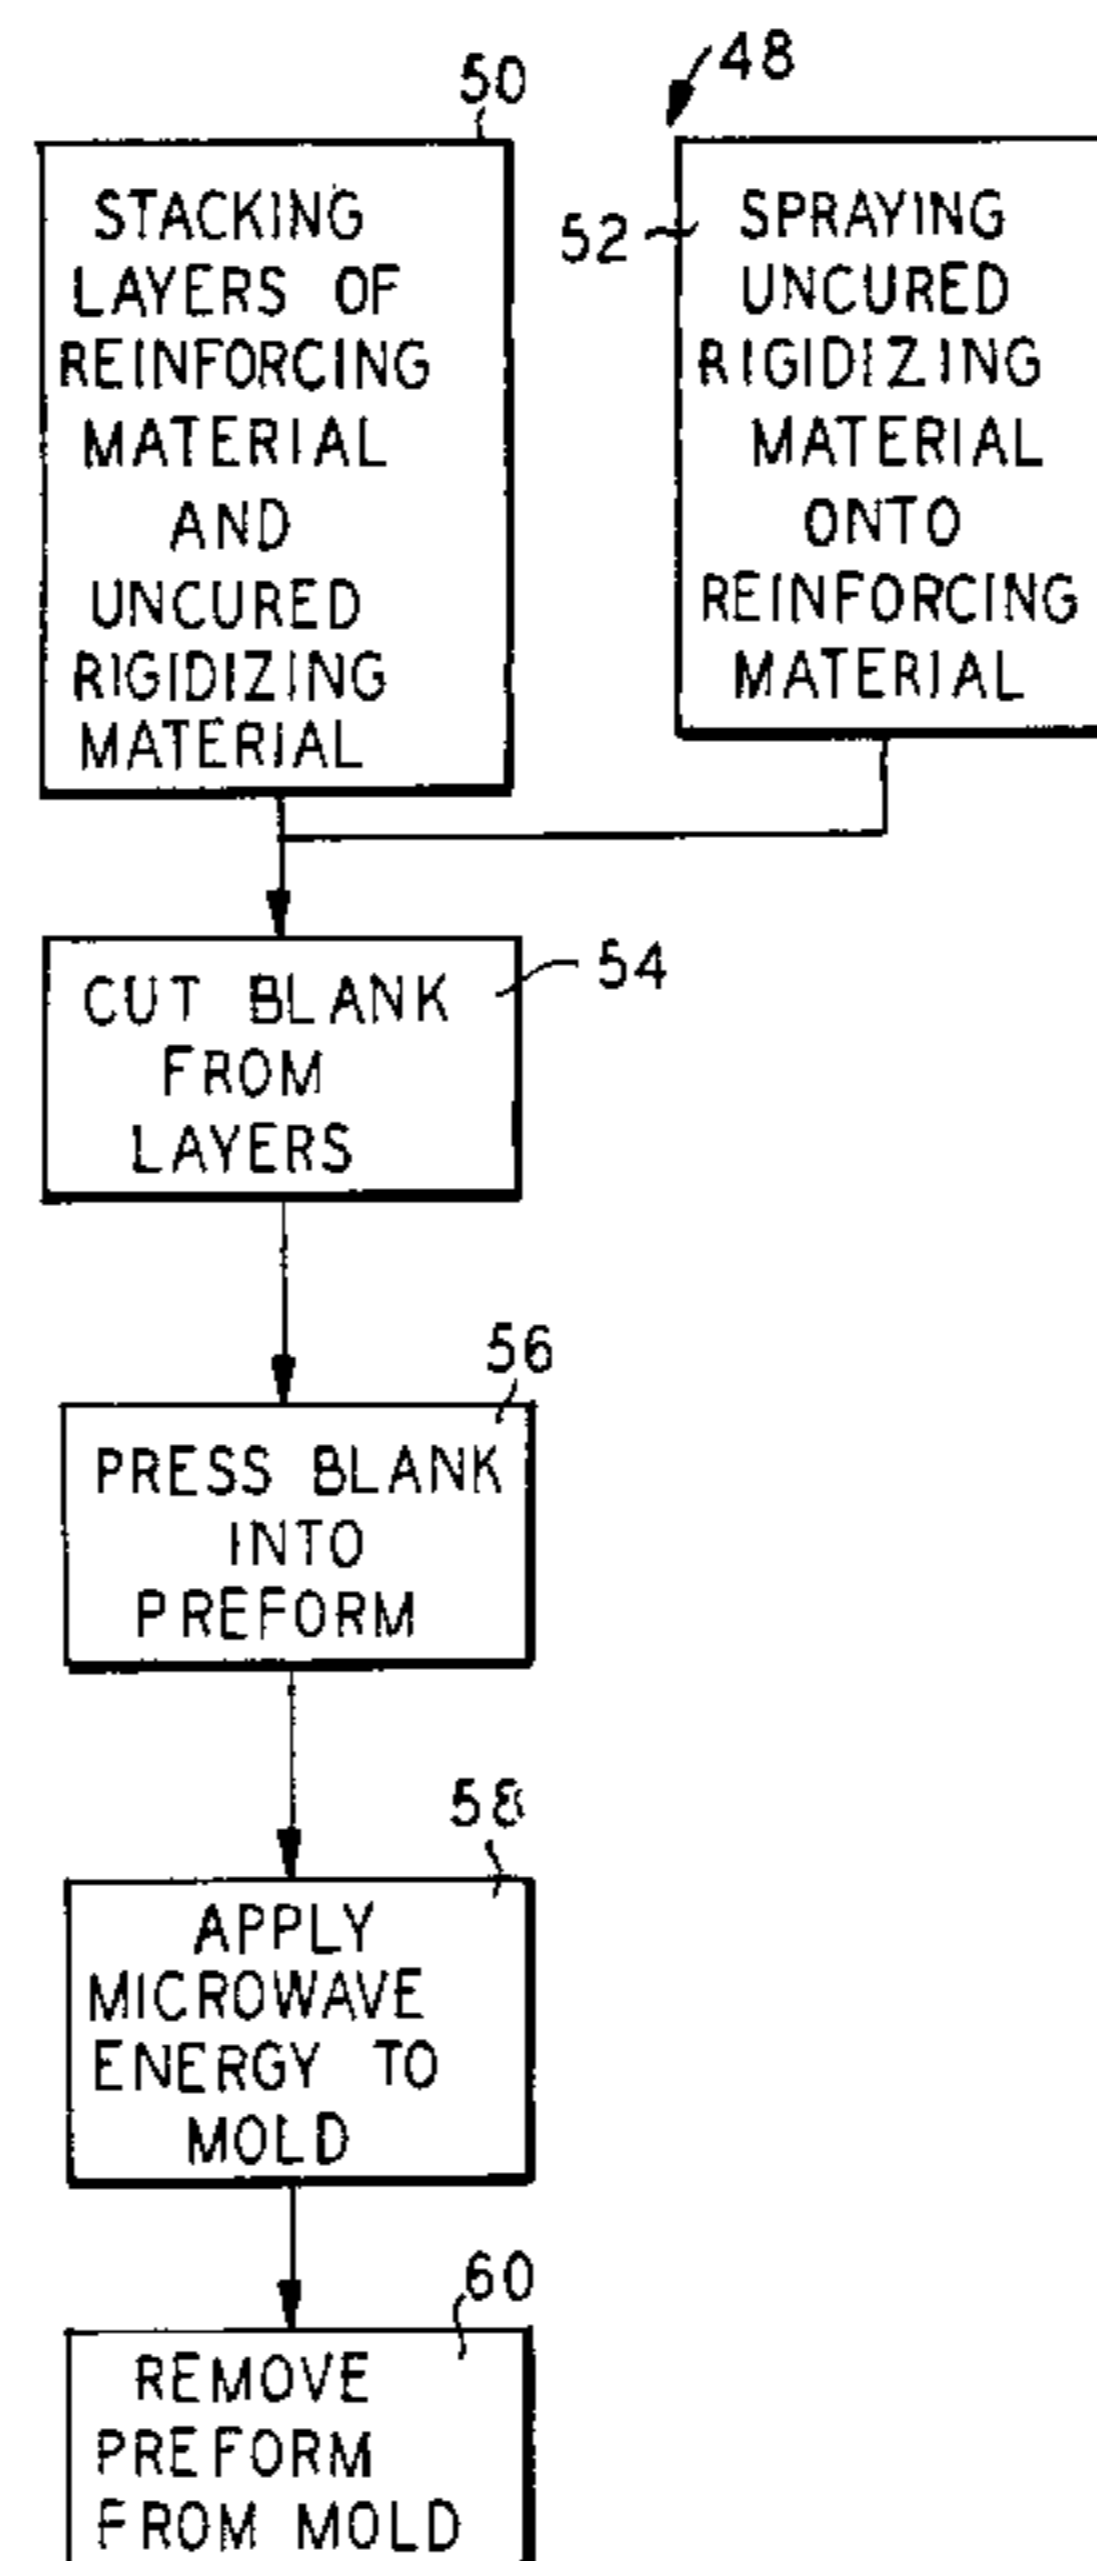 50
48
STACKING
LAYERS OF
REINFORCING
MATERIAL
AND
UNCURED
RIGIDIZING
MATERIAL
52
SPRAYING
UNCURED
RIGIDIZING
MATERIAL
ONTO
REINFORCING
MATERIAL
54
CUT BLANK
FROM
LAYERS
56
PRESS BLANK
INTO
PREFORM
58
APPLY
MICROWAVE
ENERGY TO
MOLD
60
REMOVE
PREFORM
FROM MOLD